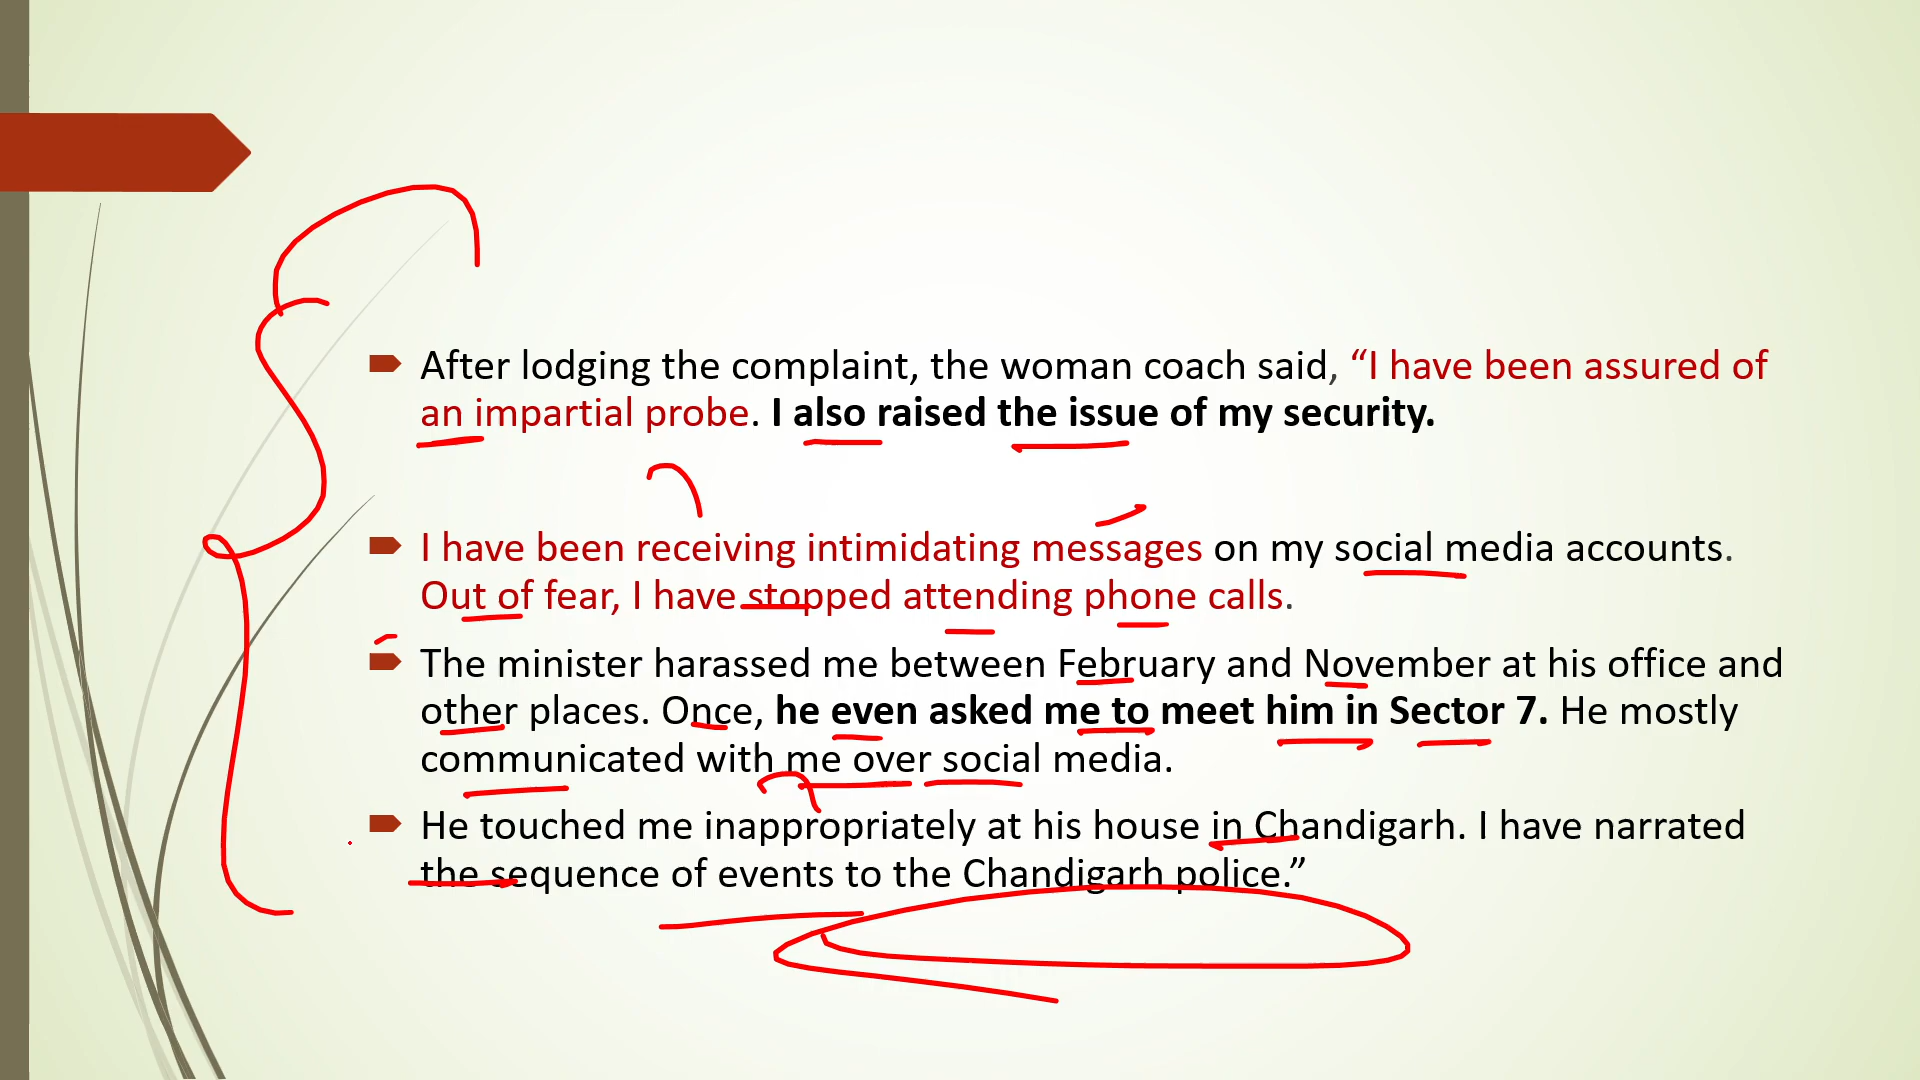 After lodging the complaint, the woman coach said, “I have been assured of
an impartial probe. I also raised the issue of my security.
I have been receiving intimidating messages on my social media accounts.
Out of fear, I have stopped attending phone calls.
The minister harassed me between February and November at his office and
other places. Once, he even asked me to meet him in Sector 7. He mostly
communicated with me over social media.
He touched me inappropriately at his house in Chandigarh. I have narrated
the sequence of events to the Chandigarh police.”